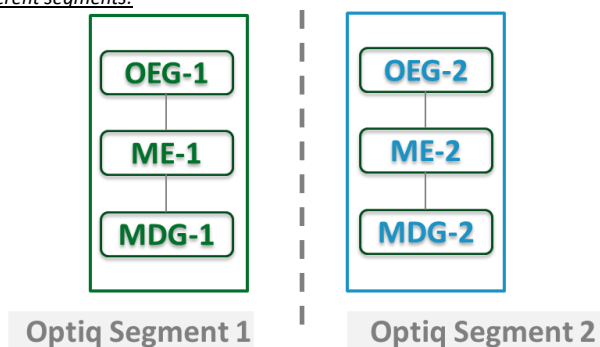 erent segments:
OEG-1
ME-1
MDG-1
Optiq Segment 1
OEG-2
ME-2
MDG-2
Optiq Segment 2